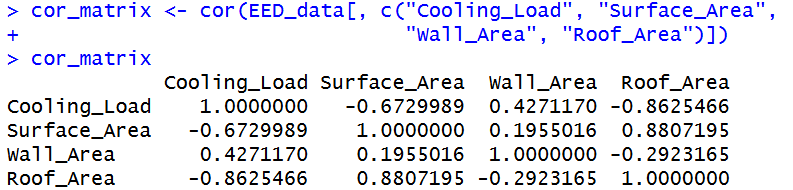 > cor_matrix <- cor(EED_data[, c("Cooling_Load", "Surface_Area",
+                                "Wall_Area", "Roof_Area")])
> cor_matrix
             Cooling_Load Surface_Area  Wall_Area  Roof_Area
Cooling_Load    1.0000000   -0.6729989  0.4271170 -0.8625466
Surface_Area   -0.6729989    1.0000000  0.1955016  0.8807195
Wall_Area       0.4271170    0.1955016  1.0000000 -0.2923165
Roof_Area      -0.8625466    0.8807195 -0.2923165  1.0000000